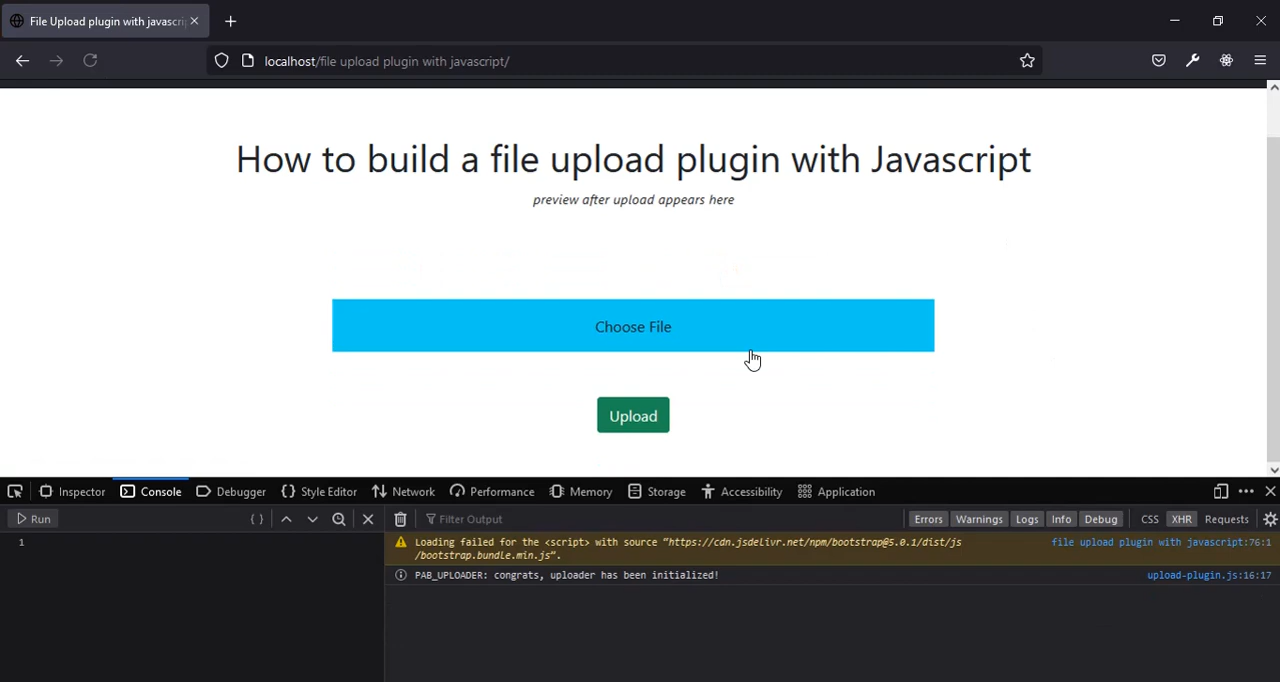 File Upload plugin with javascri
localhost/file upload plugin with javascript/
How to build a file upload plugin with Javascript
preview after upload appears here
Choose File
Upload
Inspector Console Debugger {} Style Editor Network Performance Memory Storage Accessibility Application
Run { } Filter Output Errors Warnings Logs Info Debug CSS XHR Requests
1
Loading failed for the <script> with source “https://cdn.jsdelivr.net/npm/bootstrap@5.0.1/dist/js file upload plugin with javascript:76:1
/bootstrap.bundle.min.js”.
PAB_UPLOADER: congrats, uploader has been initialized! upload-plugin.js:16:17